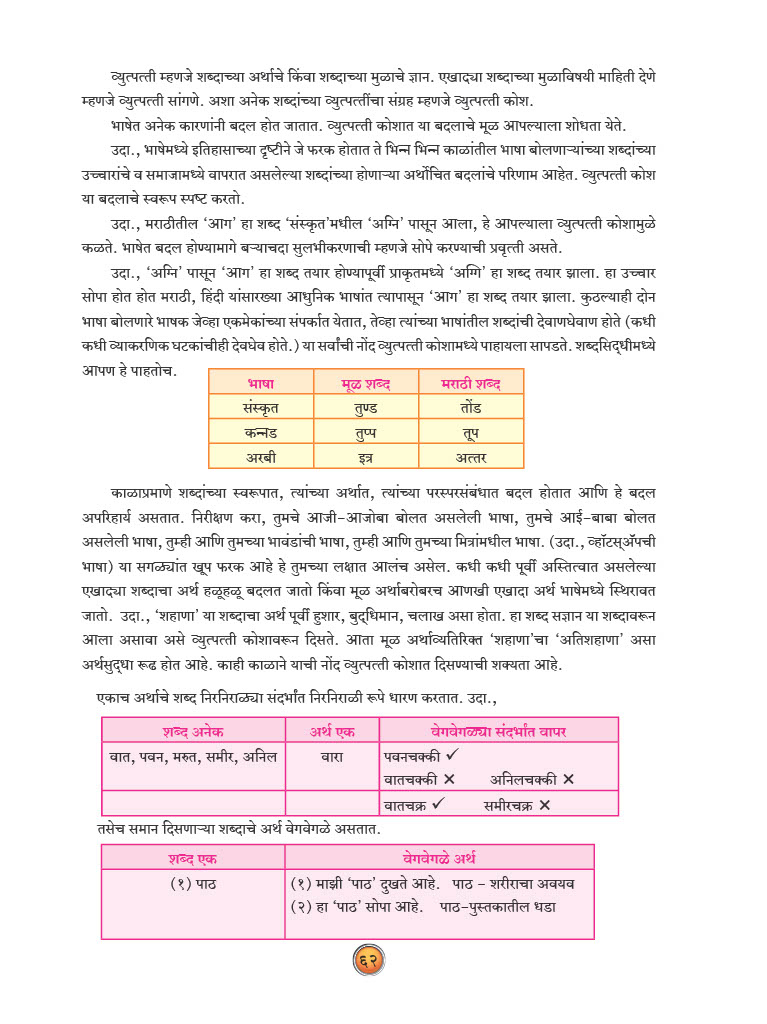 व्युत्पत्ती म्हणजे शब्दाच्या अर्थाचे किंवा शब्दाच्या मुळाचे ज्ञान. एखाद्या शब्दाच्या मुळाविषयी माहिती देणे
म्हणजे व्युत्पत्ती सांगणे. अशा अनेक शब्दांच्या व्युत्पत्तींचा संग्रह म्हणजे व्युत्पत्ती कोश.
भाषेत अनेक कारणांनी बदल होत जातात. व्युत्पत्ती कोशात या बदलाचे मूळ आपल्याला शोधता येते.
उदा., भाषेमध्ये इतिहासाच्या दृष्टीने जे फरक होतात ते भिन्न भिन्न काळांतील भाषा बोलणाऱ्यांच्या शब्दांच्या
उच्चारांचे व समाजामध्ये वापरात असलेल्या शब्दांच्या होणाऱ्या अर्थोचित बदलांचे परिणाम आहेत. व्युत्पत्ती कोश
या बदलाचे स्वरूप स्पष्ट करतो.
उदा., मराठीतील ‘आग’ हा शब्द ‘संस्कृत’मधील ‘अग्नि’ पासून आला, हे आपल्याला व्युत्पत्ती कोशामुळे
कळते. भाषेत बदल होण्यामागे बऱ्याचदा सुलभीकरणाची म्हणजे सोपे करण्याची प्रवृत्ती असते.
उदा., ‘अग्नि’ पासून ‘आग’ हा शब्द तयार होण्यापूर्वी प्राकृतमध्ये ‘अग्गि’ हा शब्द तयार झाला. हा उच्चार
सोपा होत होत मराठी, हिंदी यांसारख्या आधुनिक भाषांत त्यापासून ‘आग’ हा शब्द तयार झाला. कुठल्याही दोन
भाषा बोलणारे भाषक जेव्हा एकमेकांच्या संपर्कात येतात, तेव्हा त्यांच्या भाषांतील शब्दांची देवाणघेवाण होते (कधी
कधी व्याकरणिक घटकांचीही देवघेव होते.) या सर्वांची नोंद व्युत्पत्ती कोशामध्ये पाहायला सापडते. शब्दसिद्धीमध्ये
आपण हे पाहतोच.
भाषा मूळ शब्द मराठी शब्द
संस्कृत तुण्ड तोंड
कन्नड तुप्प तूप
अरबी इत्र अत्तर
काळाप्रमाणे शब्दांच्या स्वरूपात, त्यांच्या अर्थात, त्यांच्या परस्परसंबंधात बदल होतात आणि हे बदल
अपरिहार्य असतात. निरीक्षण करा, तुमचे आजी-आजोबा बोलत असलेली भाषा, तुमचे आई-बाबा बोलत
असलेली भाषा, तुम्ही आणि तुमच्या भावंडांची भाषा, तुम्ही आणि तुमच्या मित्रांमधील भाषा. (उदा., व्हॉटस्ॲपची
भाषा) या सगळ्यांत खूप फरक आहे हे तुमच्या लक्षात आलंच असेल. कधी कधी पूर्वी अस्तित्वात असलेल्या
एखाद्या शब्दाचा अर्थ हळूहळू बदलत जातो किंवा मूळ अर्थाबरोबरच आणखी एखादा अर्थ भाषेमध्ये स्थिरावत
जातो. उदा., ‘शहाणा’ या शब्दाचा अर्थ पूर्वी हुशार, बुद्धिमान, चलाख असा होता. हा शब्द सज्ञान या शब्दावरून
आला असावा असे व्युत्पत्ती कोशावरून दिसते. आता मूळ अर्थाव्यतिरिक्त ‘शहाणा’चा ‘अतिशहाणा’ असा
अर्थसुद्धा रूढ होत आहे. काही काळाने याची नोंद व्युत्पत्ती कोशात दिसण्याची शक्यता आहे.
एकाच अर्थाचे शब्द निरनिराळ्या संदर्भांत निरनिराळी रूपे धारण करतात. उदा.,
शब्द अनेक अर्थ एक वेगवेगळ्या संदर्भांत वापर
वात, पवन, मरुत, समीर, अनिल वारा पवनचक्की ✓
वातचक्की × अनिलचक्की ×
वातचक्र ✓ समीरचक्र ×
तसेच समान दिसणाऱ्या शब्दाचे अर्थ वेगवेगळे असतात.
शब्द एक वेगवेगळे अर्थ
(१) पाठ (१) माझी ‘पाठ’ दुखते आहे. पाठ – शरीराचा अवयव
(२) हा ‘पाठ’ सोपा आहे. पाठ-पुस्तकातील धडा
६२